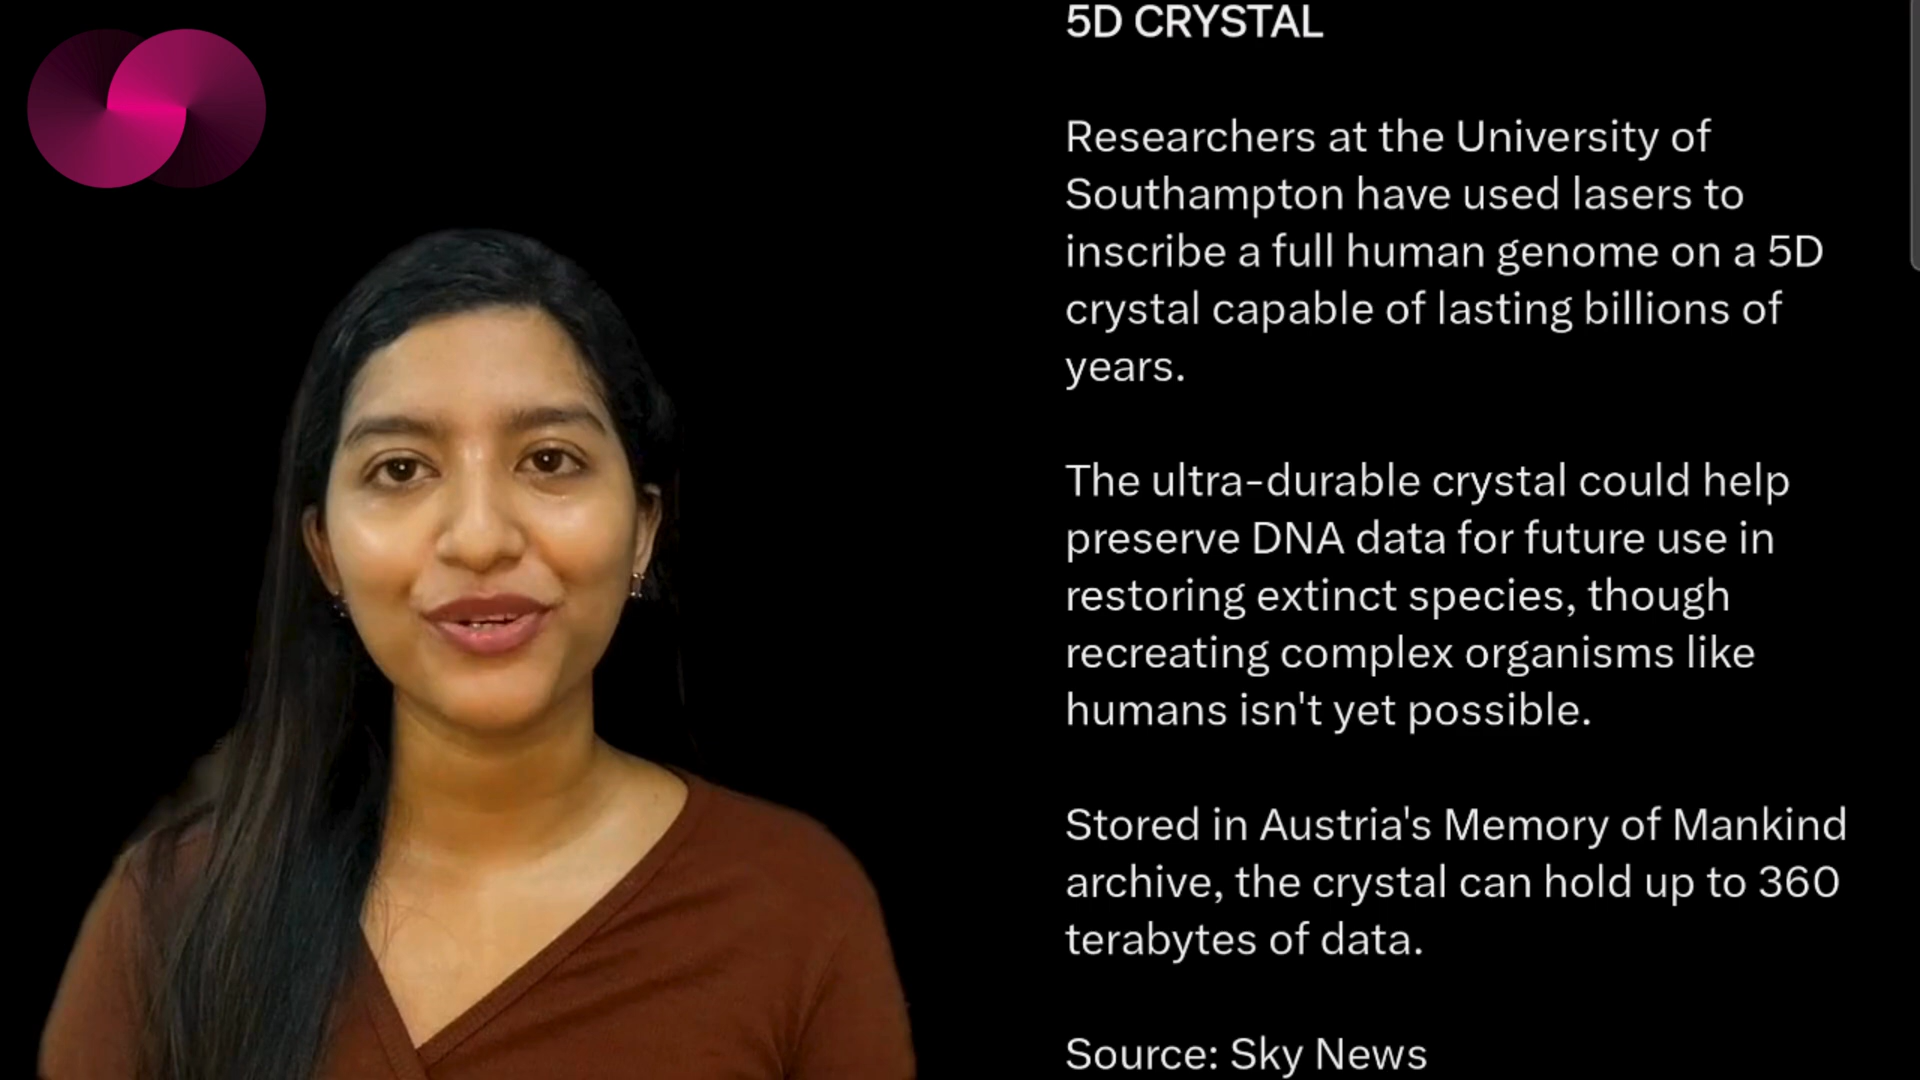 5D CRYSTAL
Researchers at the University of
Southampton have used lasers to
inscribe a full human genome on a 5D
crystal capable of lasting billions of
years.
The ultra-durable crystal could help
preserve DNA data for future use in
restoring extinct species, though
recreating complex organisms like
humans isn't yet possible.
Stored in Austria's Memory of Mankind
archive, the crystal can hold up to 360
terabytes of data.
Source: Sky News